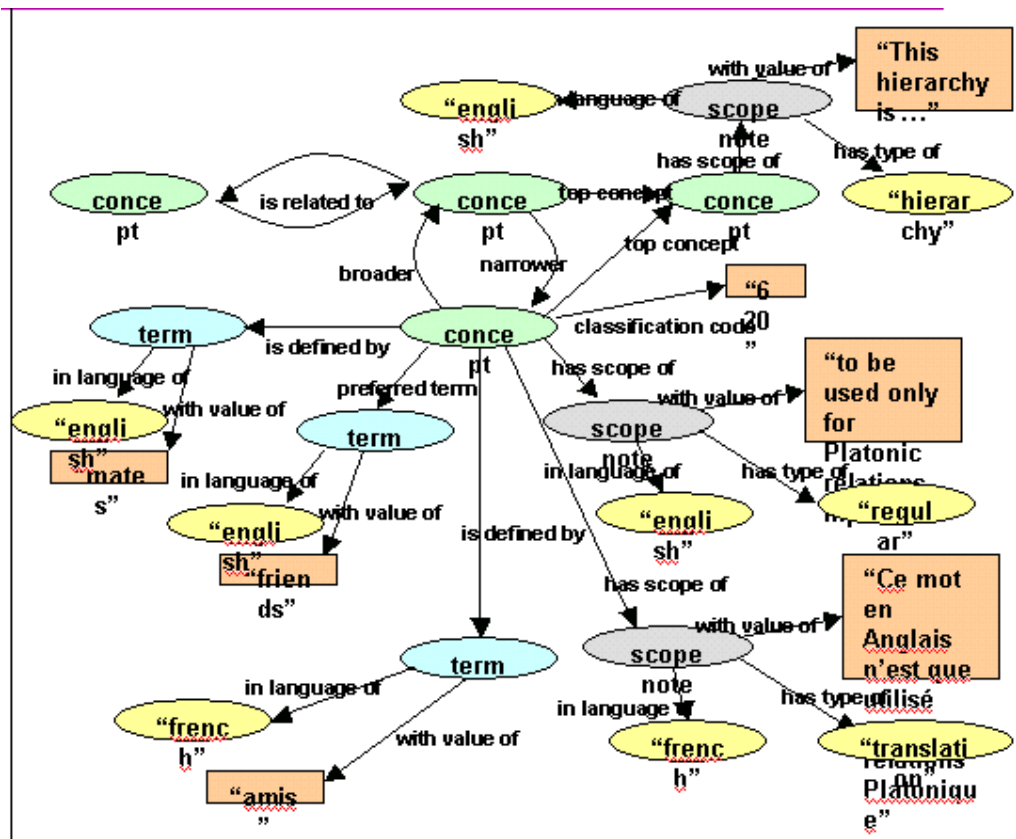 “This
hierarchy
is …”
with value of
“engli
sh”
language of
scope
note
has scope of
has type of
conce
pt
is related to
conce
pt
top concept
conce
pt
“hierar
chy”
top concept
broader
narrower
“6
20
”
classification code
term
is defined by
conce
pt
has scope of
“to be
used only
for
Platonic
relations
in language of
preferred term
with value of
“engli
sh”
with value of
“mate
s”
term
scope
note
in language of
has type of
in language of
“engli
sh”
with value of
“frien
ds”
is defined by
“engli
sh”
“regul
ar”
has scope of
“Ce mot
en
Anglais
n’est que
utilisé
relations
Platoniqu
e”
with value of
term
scope
note
in language of
in language
has type of
“frenc
h”
with value of
“frenc
h”
“translati
on”
“amis
”